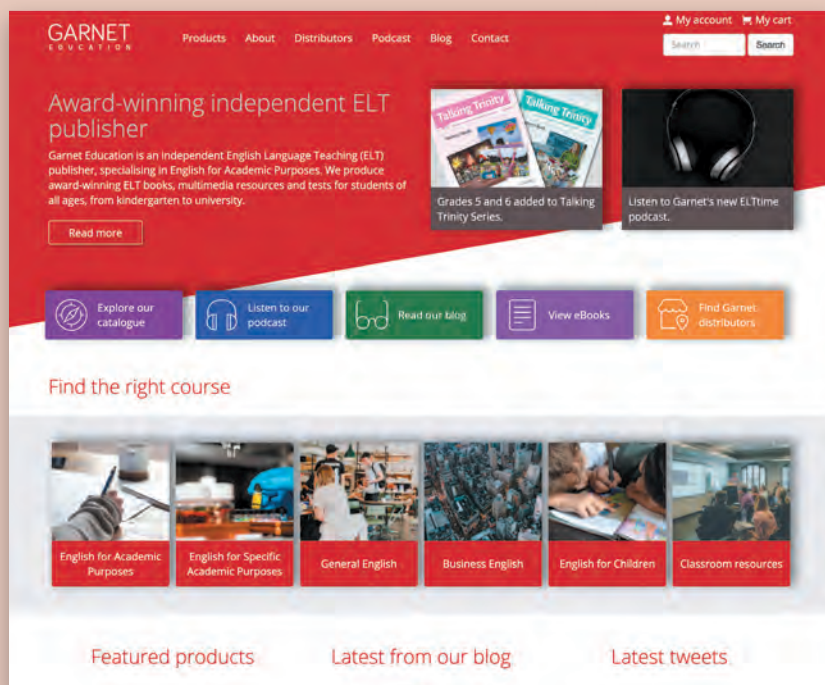 GARNET
EDUCATION
Products About Distributors Podcast Blog Contact
My account My cart
Search Search
Award-winning independent ELT
publisher
Garnet Education is an independent English Language Teaching (ELT)
publisher, specialising in English for Academic Purposes. We produce
award-winning ELT books, multimedia resources and tests for students of
all ages, from kindergarten to university.
Read more
Talking Trinity
Talking Trinity
Grades 5 and 6 added to Talking
Trinity Series.
Listen to Garnet's new ELTtime
podcast.
Explore our
catalogue
Listen to our
podcast
Read our blog
View eBooks
Find Garnet
distributors
Find the right course
English for Academic
Purposes
English for Specific
Academic Purposes
General English
Business English
English for Children
Classroom resources
Featured products
Latest from our blog
Latest tweets